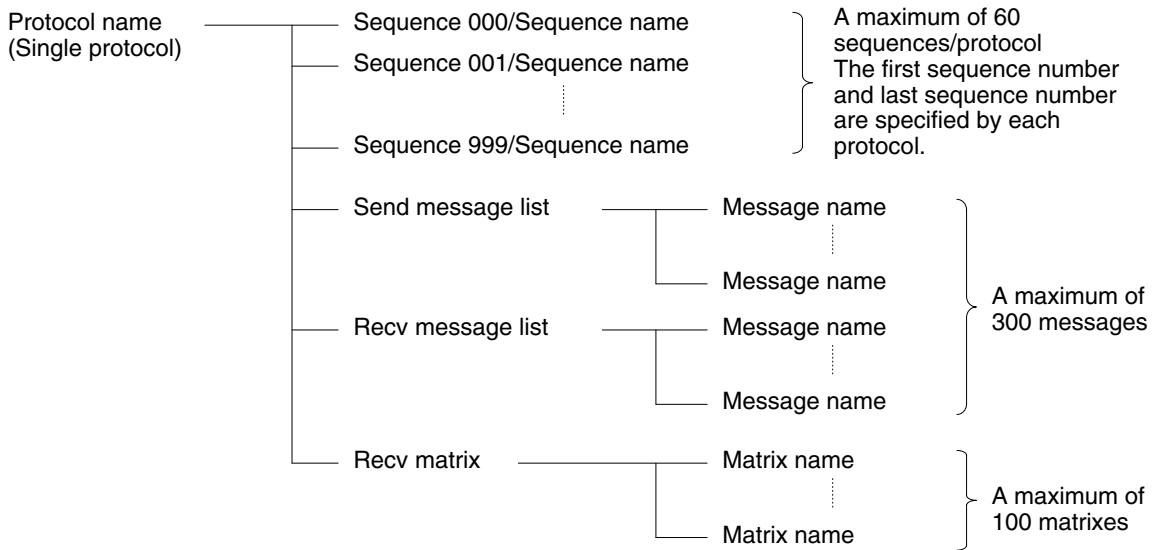 Protocol name
(Single protocol)
Sequence 000/Sequence name
Sequence 001/Sequence name
Sequence 999/Sequence name
A maximum of 60
sequences/protocol
The first sequence number
and last sequence number
are specified by each
protocol.
Send message list
Message name
Message name
Recv message list
Message name
Message name
A maximum of
300 messages
Recv matrix
Matrix name
Matrix name
A maximum of
100 matrixes